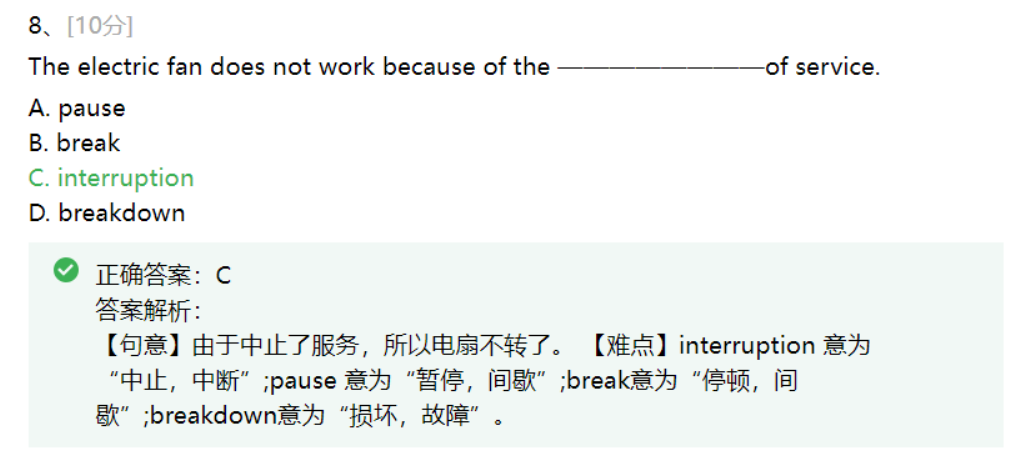 8、[10分]
The electric fan does not work because of the ————————of service.
A. pause
B. break
C. interruption
D. breakdown
正确答案：C
答案解析：
【句意】由于中止了服务，所以电扇不转了。 【难点】interruption 意为
“中止，中断”;pause 意为“暂停，间歇”;break意为“停顿，间
歇”;breakdown意为“损坏，故障”。